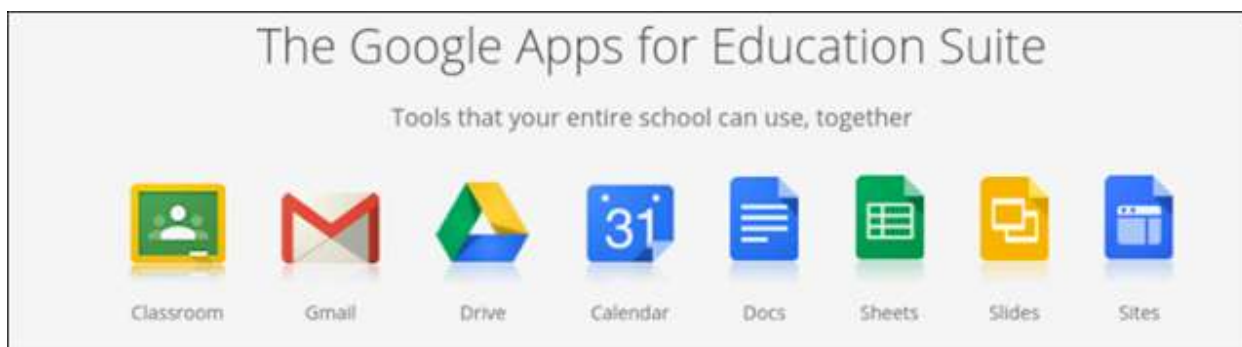 The Google Apps for Education Suite
Tools that your entire school can use, together
31
Classroom Gmail Drive Calendar Docs Sheets Slides Sites